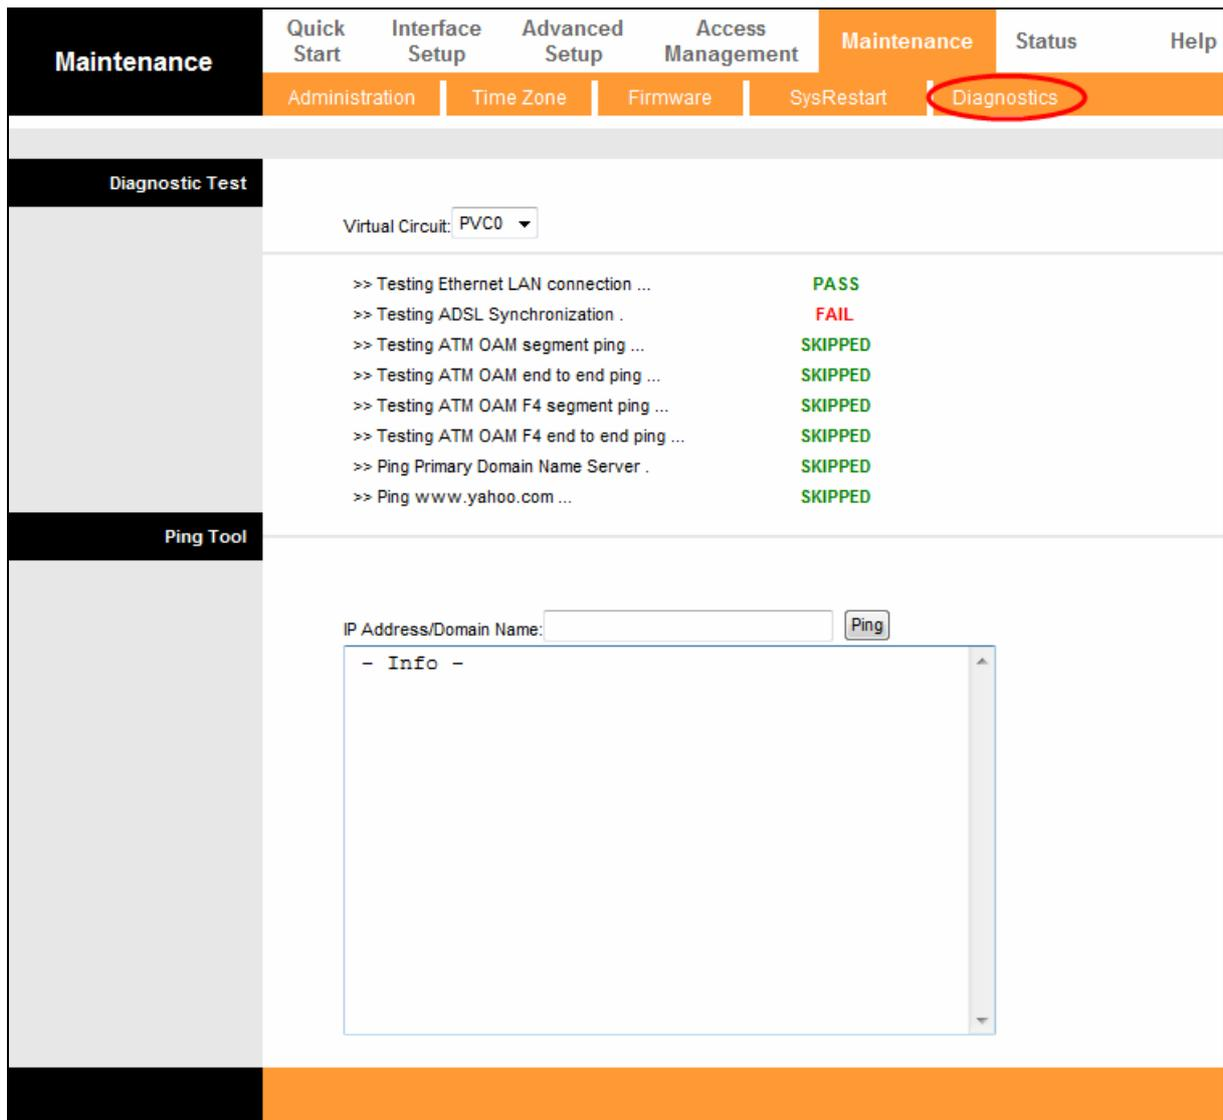 Maintenance
Quick Start
Interface Setup
Advanced Setup
Access Management
Maintenance
Status
Help
Administration
Time Zone
Firmware
SysRestart
Diagnostics
Diagnostic Test
Virtual Circuit: PVC0
>> Testing Ethernet LAN connection ... PASS
>> Testing ADSL Synchronization . FAIL
>> Testing ATM OAM segment ping ... SKIPPED
>> Testing ATM OAM end to end ping ... SKIPPED
>> Testing ATM OAM F4 segment ping ... SKIPPED
>> Testing ATM OAM F4 end to end ping ... SKIPPED
>> Ping Primary Domain Name Server . SKIPPED
>> Ping www.yahoo.com ... SKIPPED
Ping Tool
IP Address/Domain Name: Ping
- Info -